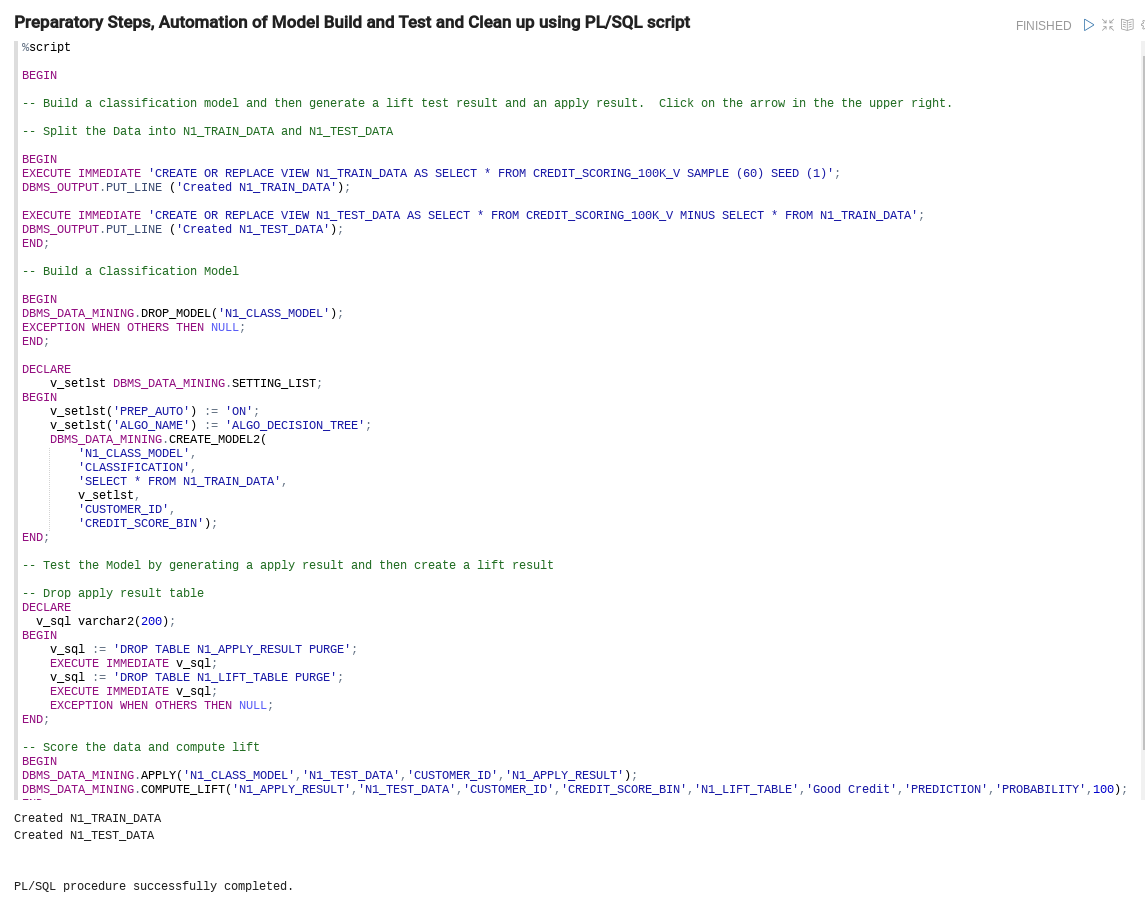 Preparatory Steps, Automation of Model Build and Test and Clean up using PL/SQL script
FINISHED
%script
BEGIN
-- Build a classification model and then generate a lift test result and an apply result.  Click on the arrow in the the upper right.
-- Split the Data into N1_TRAIN_DATA and N1_TEST_DATA
BEGIN
EXECUTE IMMEDIATE 'CREATE OR REPLACE VIEW N1_TRAIN_DATA AS SELECT * FROM CREDIT_SCORING_100K_V SAMPLE (60) SEED (1)';
DBMS_OUTPUT.PUT_LINE ('Created N1_TRAIN_DATA');
EXECUTE IMMEDIATE 'CREATE OR REPLACE VIEW N1_TEST_DATA AS SELECT * FROM CREDIT_SCORING_100K_V MINUS SELECT * FROM N1_TRAIN_DATA';
DBMS_OUTPUT.PUT_LINE ('Created N1_TEST_DATA');
END;
-- Build a Classification Model
BEGIN
DBMS_DATA_MINING.DROP_MODEL('N1_CLASS_MODEL');
EXCEPTION WHEN OTHERS THEN NULL;
END;
DECLARE
    v_setlst DBMS_DATA_MINING.SETTING_LIST;
BEGIN
    v_setlst('PREP_AUTO') := 'ON';
    v_setlst('ALGO_NAME') := 'ALGO_DECISION_TREE';
    DBMS_DATA_MINING.CREATE_MODEL2(
        'N1_CLASS_MODEL',
        'CLASSIFICATION',
        'SELECT * FROM N1_TRAIN_DATA',
        v_setlst,
        'CUSTOMER_ID',
        'CREDIT_SCORE_BIN');
END;
-- Test the Model by generating a apply result and then create a lift result
-- Drop apply result table
DECLARE
  v_sql varchar2(200);
BEGIN
    v_sql := 'DROP TABLE N1_APPLY_RESULT PURGE';
    EXECUTE IMMEDIATE v_sql;
    v_sql := 'DROP TABLE N1_LIFT_TABLE PURGE';
    EXECUTE IMMEDIATE v_sql;
    EXCEPTION WHEN OTHERS THEN NULL;
END;
-- Score the data and compute lift
BEGIN
DBMS_DATA_MINING.APPLY('N1_CLASS_MODEL','N1_TEST_DATA','CUSTOMER_ID','N1_APPLY_RESULT');
DBMS_DATA_MINING.COMPUTE_LIFT('N1_APPLY_RESULT','N1_TEST_DATA','CUSTOMER_ID','CREDIT_SCORE_BIN','N1_LIFT_TABLE','Good Credit','PREDICTION','PROBABILITY',100);
Created N1_TRAIN_DATA
Created N1_TEST_DATA
PL/SQL procedure successfully completed.